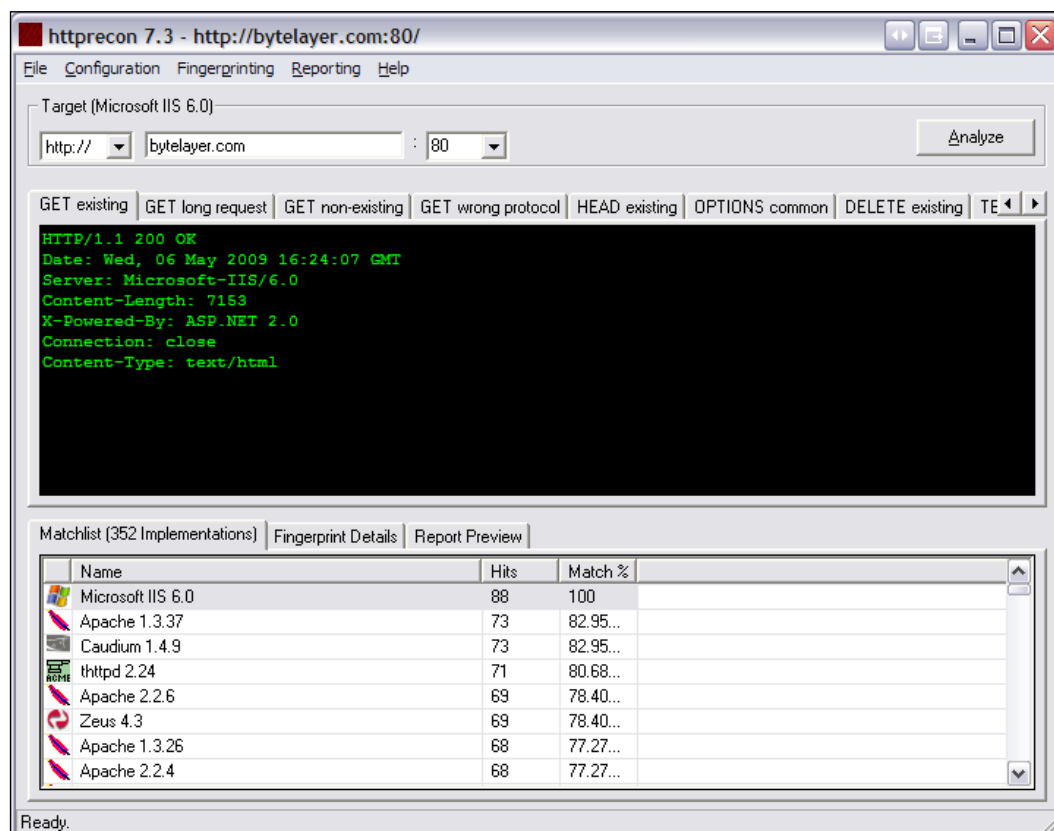 httprecon 7.3 - http://bytelayer.com:80/
File Configuration Fingerprinting Reporting Help
Target (Microsoft IIS 6.0)
http:// bytelayer.com : 80 Analyze
GET existing GET long request GET non-existing GET wrong protocol HEAD existing OPTIONS common DELETE existing TE
HTTP/1.1 200 OK
Date: Wed, 06 May 2009 16:24:07 GMT
Server: Microsoft-IIS/6.0
Content-Length: 7153
X-Powered-By: ASP.NET 2.0
Connection: close
Content-Type: text/html
Matchlist (352 Implementations) Fingerprint Details Report Preview
Name Hits Match %
Microsoft IIS 6.0 88 100
Apache 1.3.37 73 82.95...
Caudium 1.4.9 73 82.95...
ACME thttpd 2.24 71 80.68...
Apache 2.2.6 69 78.40...
Zeus 4.3 69 78.40...
Apache 1.3.26 68 77.27...
Apache 2.2.4 68 77.27...
Ready.